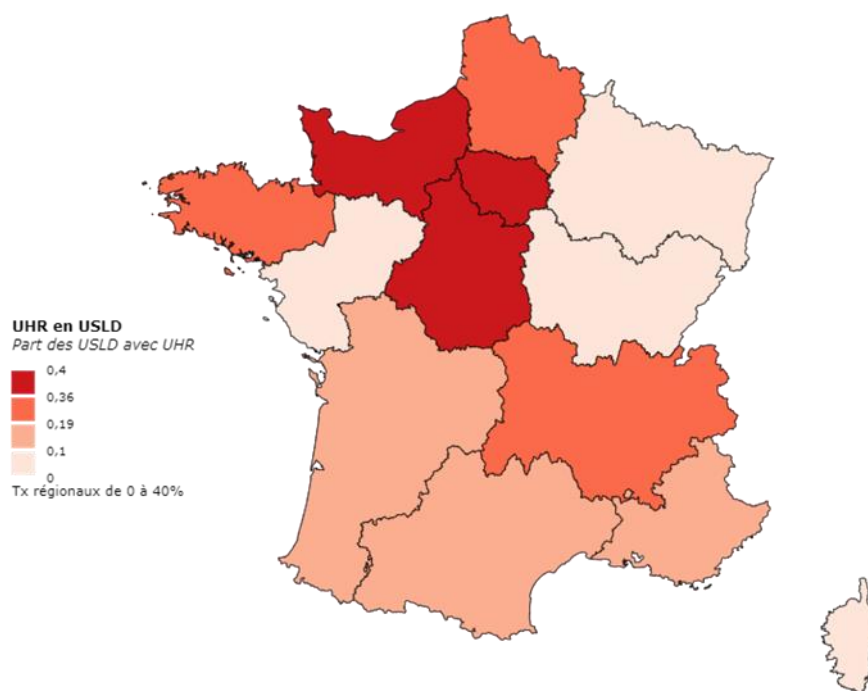 UHR en USLD
Part des USLD avec UHR
0,4
0,36
0,19
0,1
0
Tx régionaux de 0 à 40%